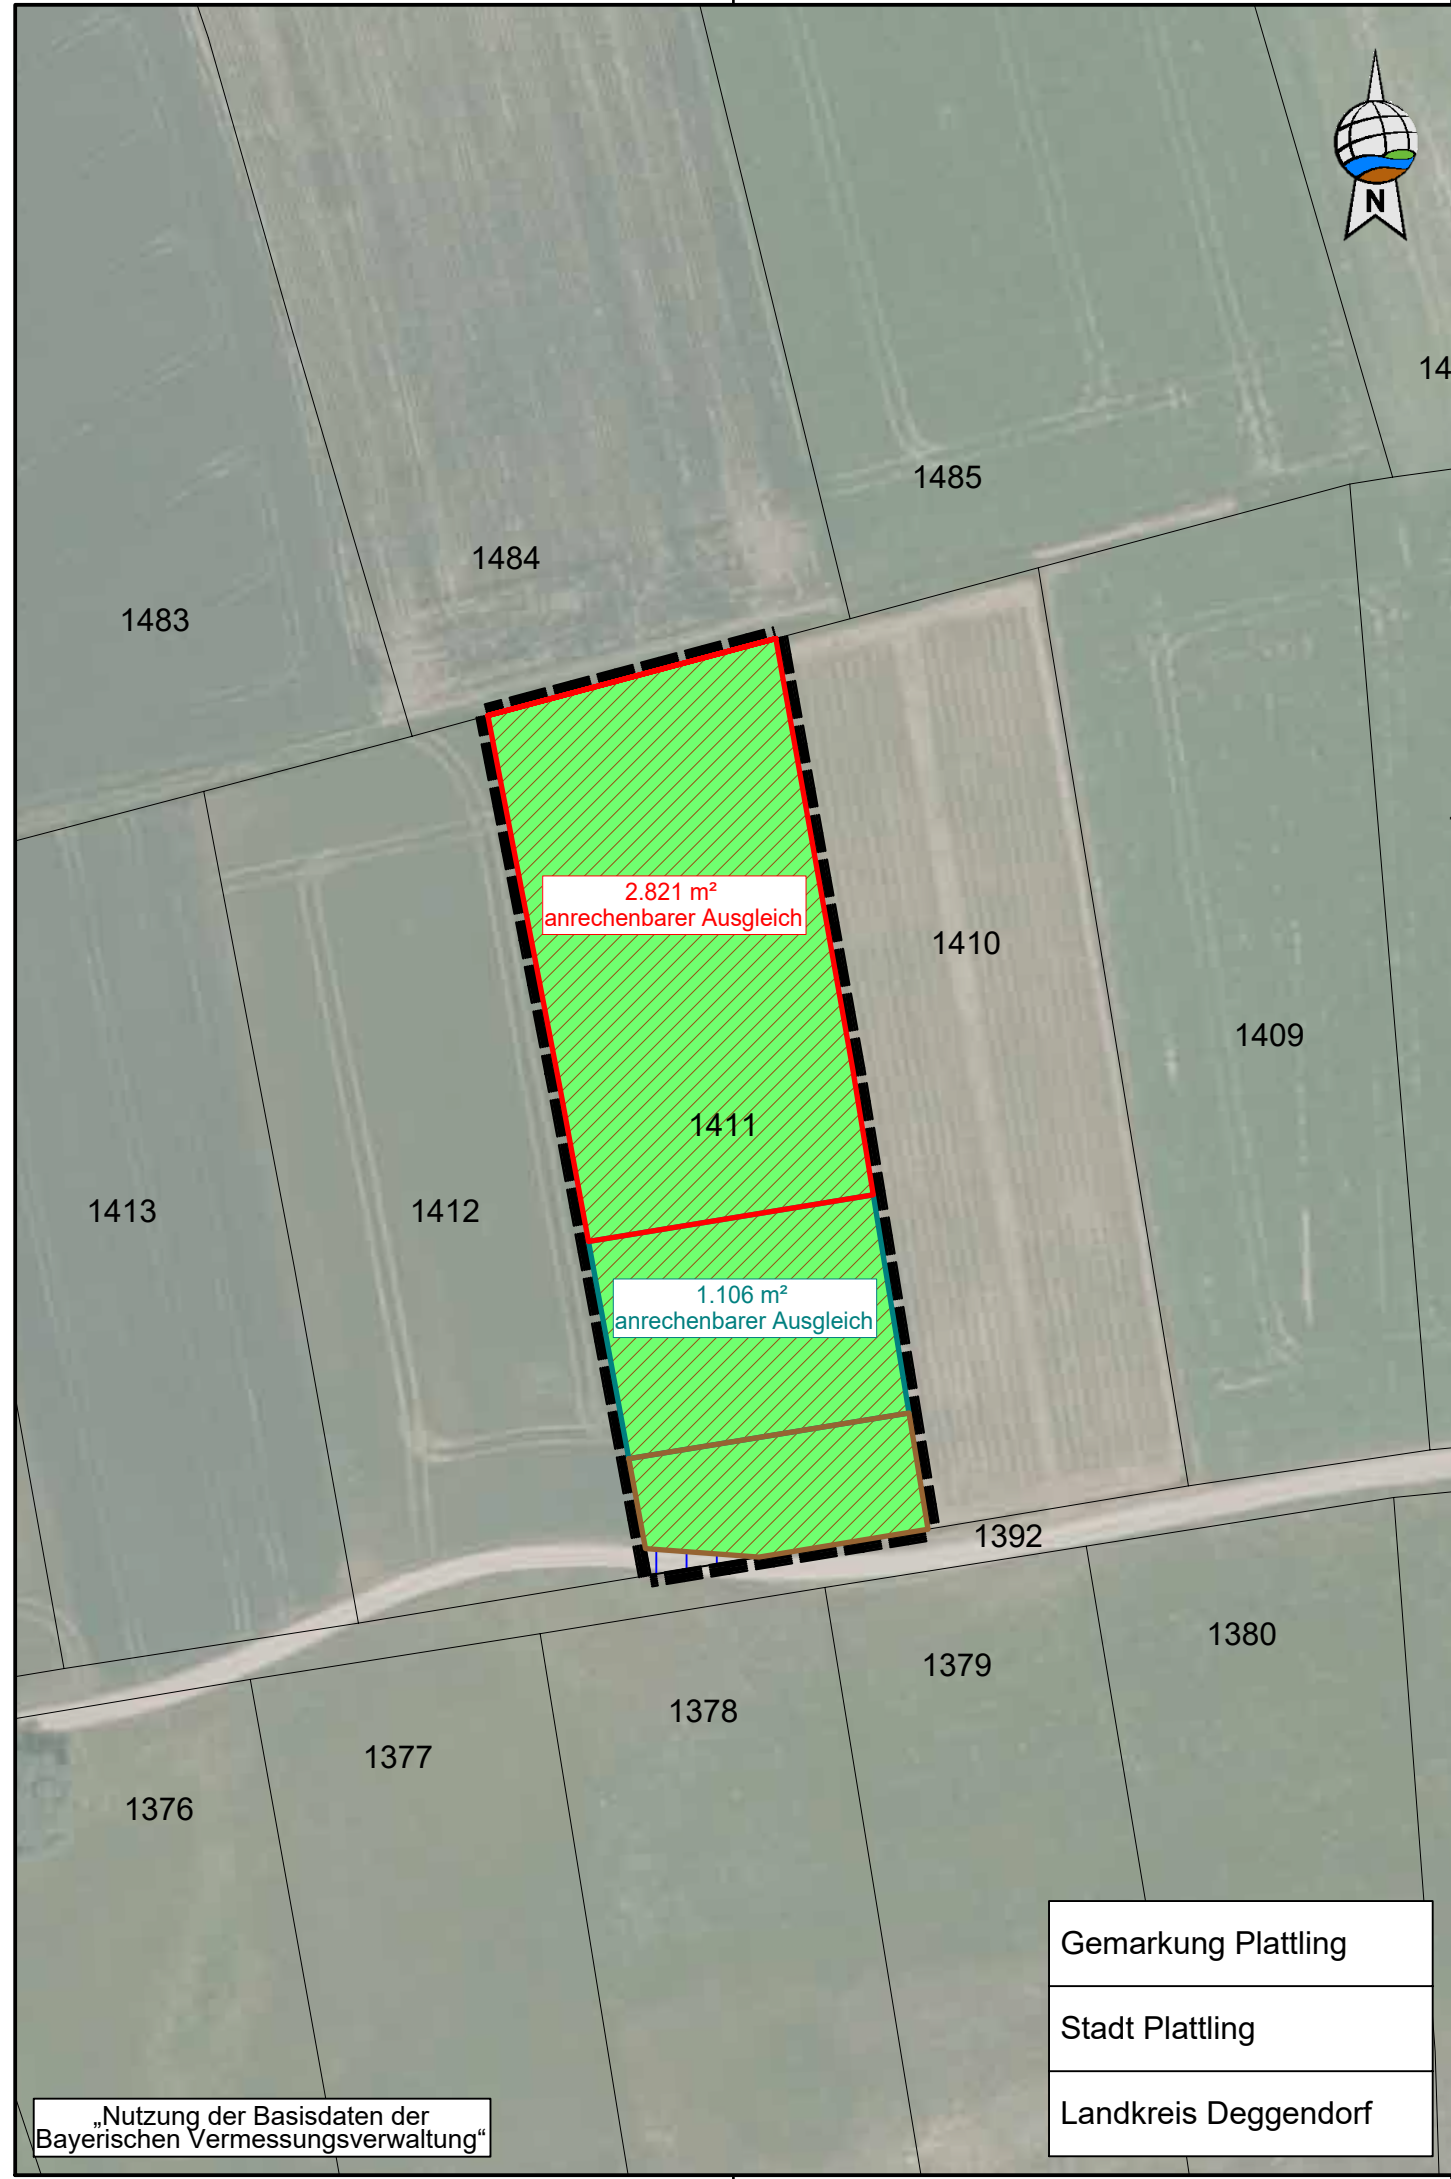 N
14
1485
1484
1483
2.821 m²
anrechenbarer Ausgleich
1410
1409
1411
1413
1412
1.106 m²
anrechenbarer Ausgleich
1392
1380
1379
1378
1377
1376
Gemarkung Plattling
Stadt Plattling
Landkreis Deggendorf
„Nutzung der Basisdaten der
Bayerischen Vermessungsverwaltung“